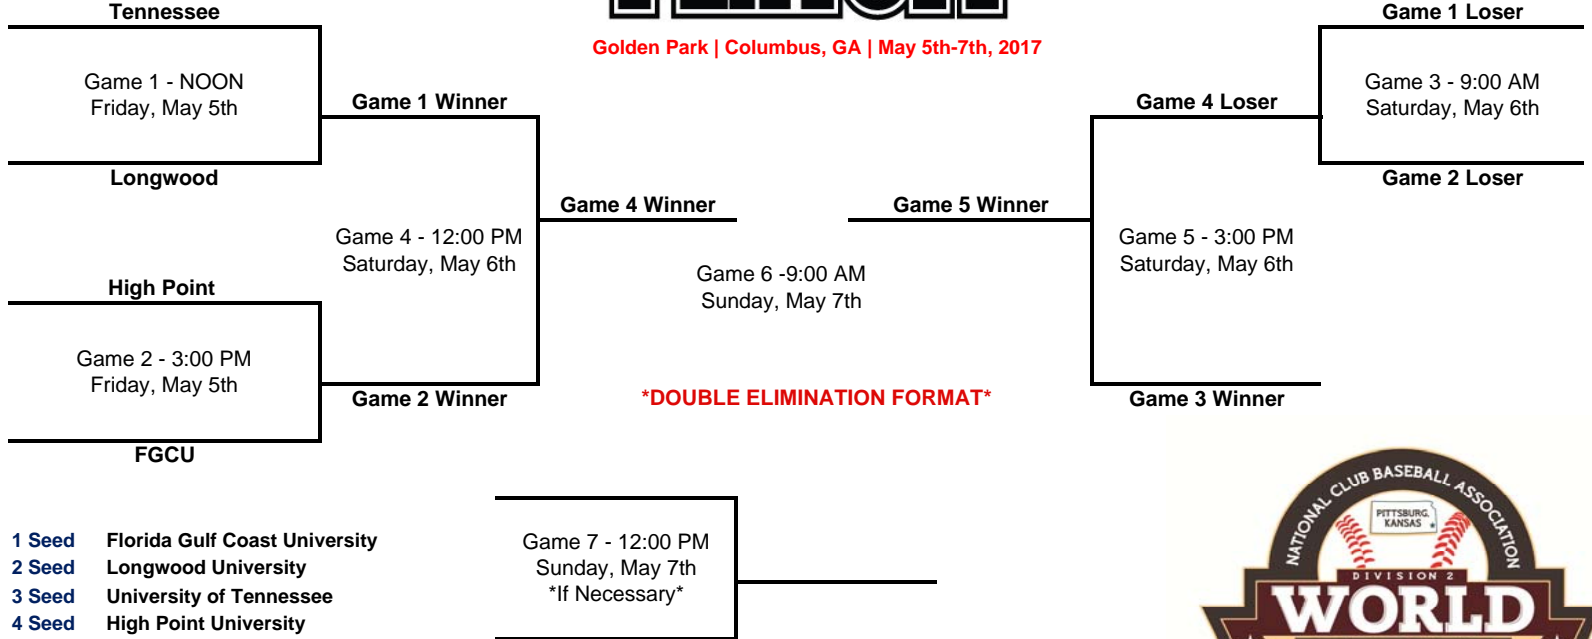 Tennessee
Game 1 Loser
Golden Park | Columbus, GA | May 5th-7th, 2017
Game 1 - NOON
Friday, May 5th
Game 3 - 9:00 AM
Saturday, May 6th
Game 1 Winner
Game 4 Loser
Longwood
Game 2 Loser
Game 4 Winner
Game 5 Winner
Game 4 - 12:00 PM
Saturday, May 6th
Game 5 - 3:00 PM
Saturday, May 6th
Game 6 -9:00 AM
Sunday, May 7th
High Point
Game 2 - 3:00 PM
Friday, May 5th
Game 2 Winner
*DOUBLE ELIMINATION FORMAT*
Game 3 Winner
FGCU
1 Seed Florida Gulf Coast University
2 Seed Longwood University
3 Seed University of Tennessee
4 Seed High Point University
Game 7 - 12:00 PM
Sunday, May 7th
*If Necessary*
NATIONAL CLUB BASEBALL ASSOCIATION
PITTSBURG,
KANSAS
DIVISION 2
WORLD